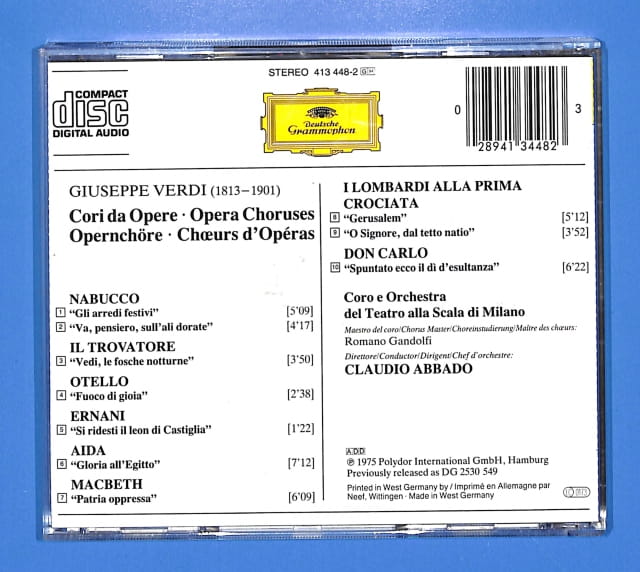 STEREO 413 448-2 GH
COMPACT
disc
DIGITAL AUDIO
Deutsche
Grammophon
0
28941 34482
3
GIUSEPPE VERDI (1813–1901)
Cori da Opere · Opera Choruses
Opernchöre · Chœurs d'Opéras
NABUCCO
1 “Gli arredi festivi” [5'09]
2 “Va, pensiero, sull'ali dorate” [4'17]
IL TROVATORE
3 “Vedi, le fosche notturne” [3'50]
OTELLO
4 “Fuoco di gioia” [2'38]
ERNANI
5 “Si ridesti il leon di Castiglia” [1'22]
AIDA
6 “Gloria all'Egitto” [7'12]
MACBETH
7 “Patria oppressa” [6'09]
I LOMBARDI ALLA PRIMA
CROCIATA
8 “Gerusalem” [5'12]
9 “O Signore, dal tetto natio” [3'52]
DON CARLO
10 “Spuntato ecco il dì d'esultanza” [6'22]
Coro e Orchestra
del Teatro alla Scala di Milano
Maestro del coro/Chorus Master/Choreinstudierung/Maître des chœurs:
Romano Gandolfi
Direttore/Conductor/Dirigent/Chef d'orchestre:
CLAUDIO ABBADO
ADD
℗ 1975 Polydor International GmbH, Hamburg
Previously released as DG 2530 549
Printed in West Germany by / Imprimé en Allemagne par
Neef, Wittingen · Made in West Germany